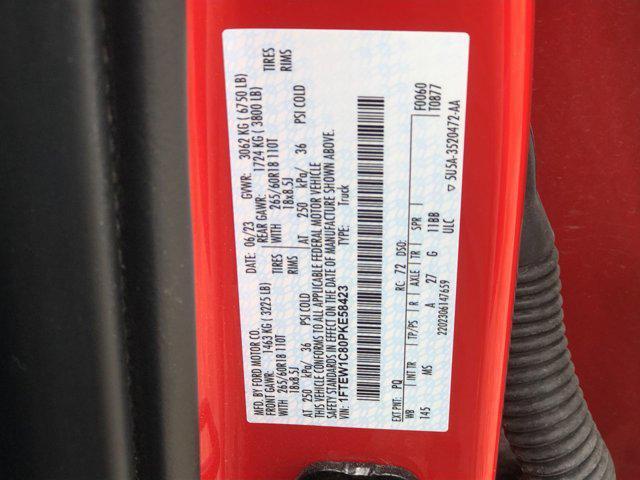 MFD. BY FORD MOTOR CO.
DATE: 06/23 GVWR: 3062 KG ( 6750 LB)
FRONT GAWR: 1463 KG ( 3225 LB) REAR GAWR: 1724 KG ( 3800 LB)
WITH 265/60R18 110T TIRES WITH 265/60R18 110T TIRES
18x8.5J RIMS 18x8.5J RIMS
AT 250 kPa/ 36 PSI COLD AT 250 kPa/ 36 PSI COLD
THIS VEHICLE CONFORMS TO ALL APPLICABLE FEDERAL MOTOR VEHICLE
SAFETY STANDARDS IN EFFECT ON THE DATE OF MANUFACTURE SHOWN ABOVE.
VIN: 1FTEW1C80PKE58423 TYPE: Truck
F0060
T0877
EXT PNT: PQ RC: 72 DSO:
WB INT TR TP/PS R AXLE TR SPR
145 MS A 27 G 11BB
2202306147659 ULC ▽ 5U5A-3520472-AA